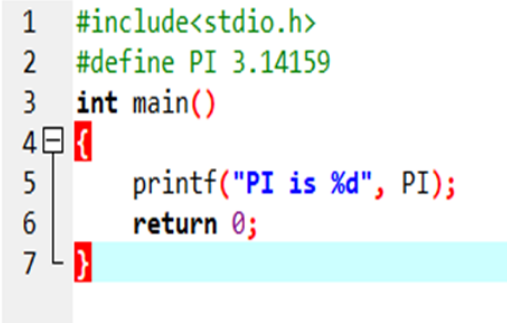 1 #include<stdio.h>
2 #define PI 3.14159
3 int main()
4 {
5 printf("PI is %d", PI);
6 return 0;
7 }